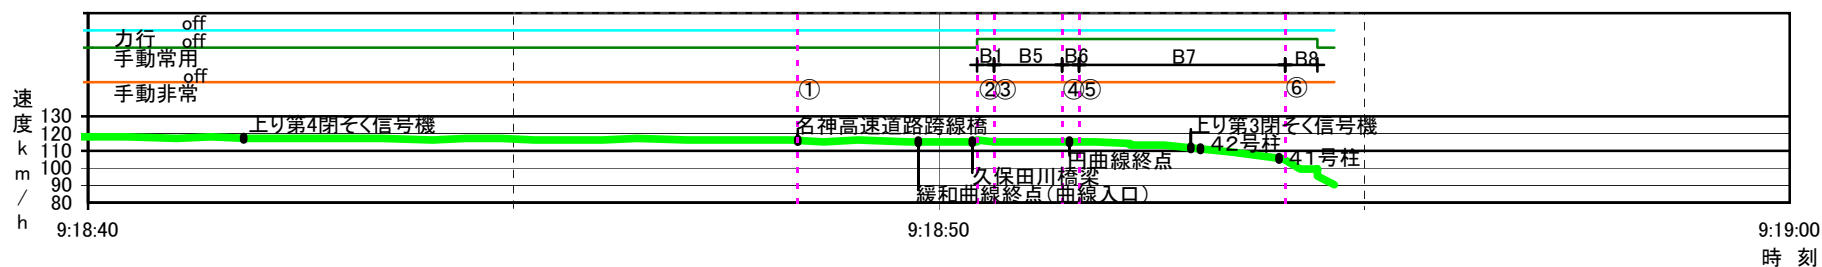 off
力行 off
手動常用
off
手動非常
B1 B5 B6 B7 B8
① ②③ ④⑤ ⑥
速度 km/h
130
120
110
100
90
80
上り第4閉そく信号機
名神高速道路跨線橋
上り第3閉そく信号機
42号柱
円曲線終点
41号柱
久保田川橋梁
緩和曲線終点(曲線入口)
9:18:40 9:18:50 9:19:00
時 刻